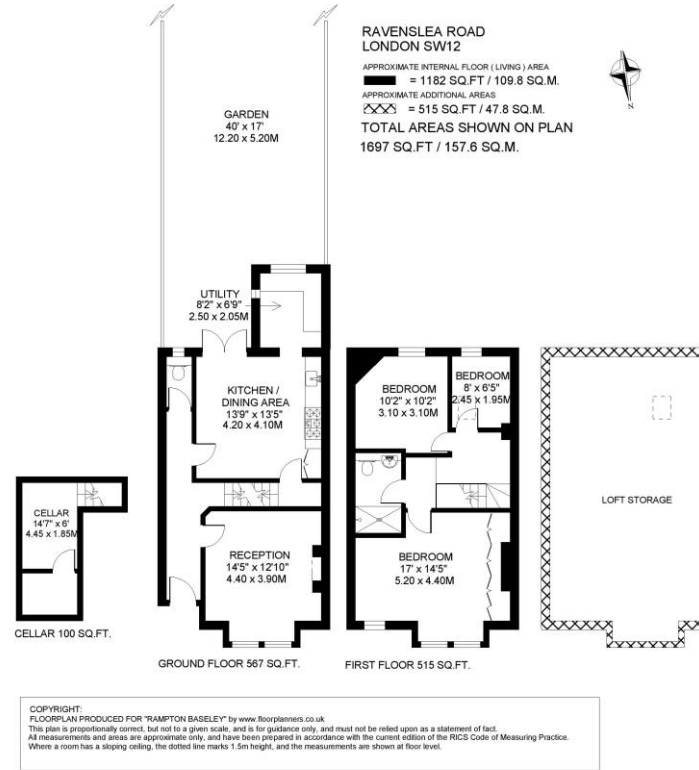 RAVENSLEA ROAD
LONDON SW12
APPROXIMATE INTERNAL FLOOR ( LIVING ) AREA
= 1182 SQ.FT / 109.8 SQ.M.
APPROXIMATE ADDITIONAL AREAS
= 515 SQ.FT / 47.8 SQ.M.
TOTAL AREAS SHOWN ON PLAN
1697 SQ.FT / 157.6 SQ.M.
N
GARDEN
40' x 17'
12.20 x 5.20M
UTILITY
8'2" x 6'9"
2.50 x 2.05M
KITCHEN /
DINING AREA
13'9" x 13'5"
4.20 x 4.10M
BEDROOM
10'2" x 10'2"
3.10 x 3.10M
BEDROOM
8' x 6'5"
2.45 x 1.95M
LOFT STORAGE
CELLAR
14'7" x 6'
4.45 x 1.85M
RECEPTION
14'5" x 12'10"
4.40 x 3.90M
BEDROOM
17' x 14'5"
5.20 x 4.40M
CELLAR 100 SQ.FT.
GROUND FLOOR 567 SQ.FT.
FIRST FLOOR 515 SQ.FT.
COPYRIGHT:
FLOORPLAN PRODUCED FOR "RAMPTON BASELEY" by www.floorplanners.co.uk
This plan is proportionally correct, but not to a given scale, and is for guidance only, and must not be relied upon as a statement of fact.
All measurements and areas are approximate only, and have been prepared in accordance with the current edition of the RICS Code of Measuring Practice.
Where a room has a sloping ceiling, the dotted line marks 1.5m height, and the measurements are shown at floor level.